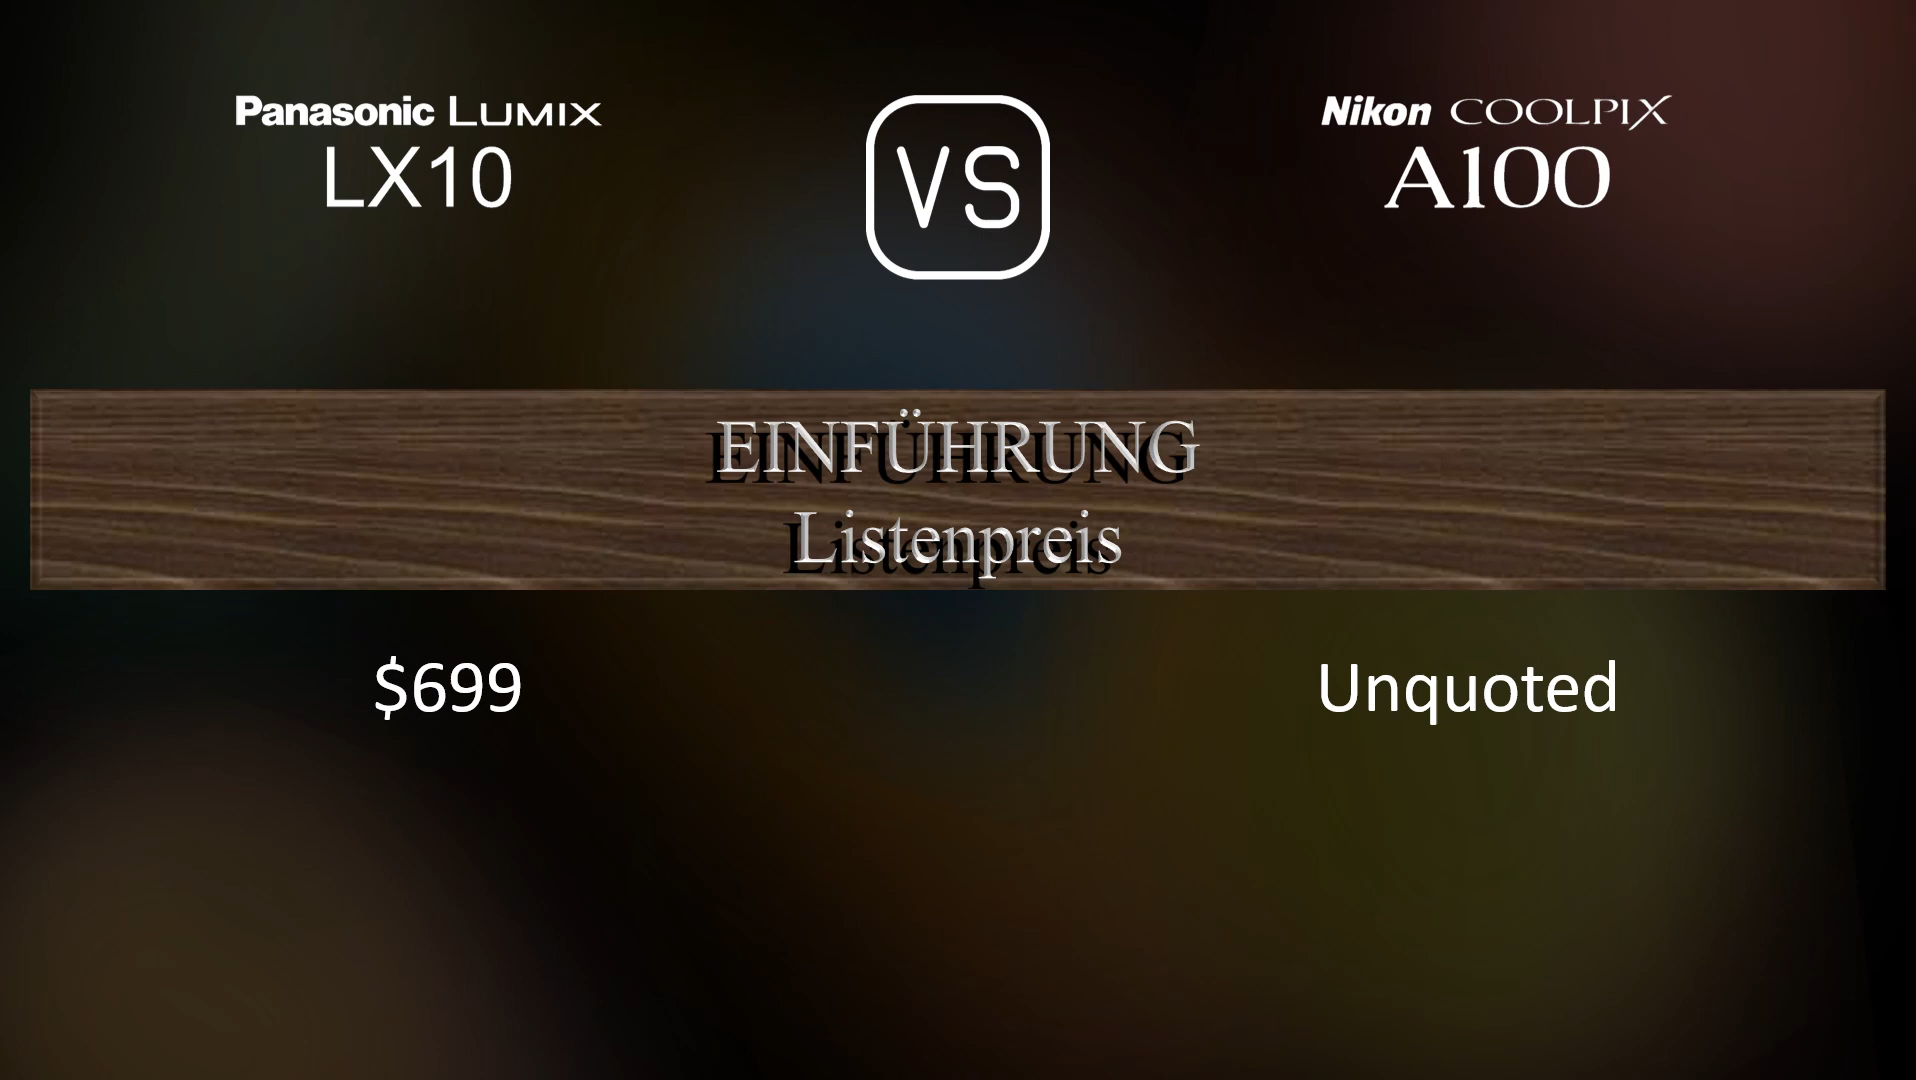 Panasonic LUMIX
LX10
VS
Nikon COOLPIX
A100
EINFÜHRUNG
Listenpreis
$699
Unquoted